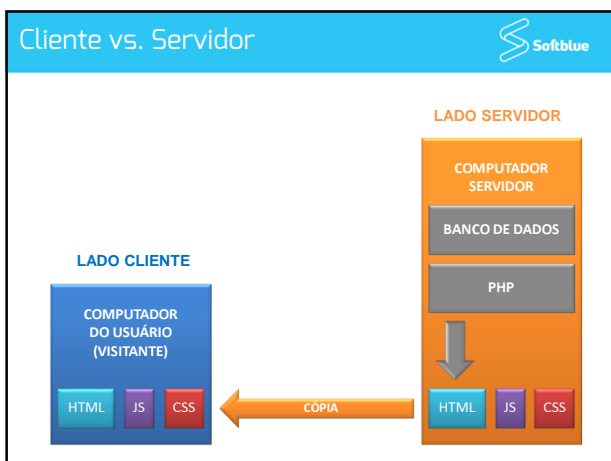 Cliente vs. Servidor
Softblue
LADO SERVIDOR
COMPUTADOR
SERVIDOR
BANCO DE DADOS
PHP
HTML JS CSS
LADO CLIENTE
COMPUTADOR
DO USUÁRIO
(VISITANTE)
HTML JS CSS
CÓPIA